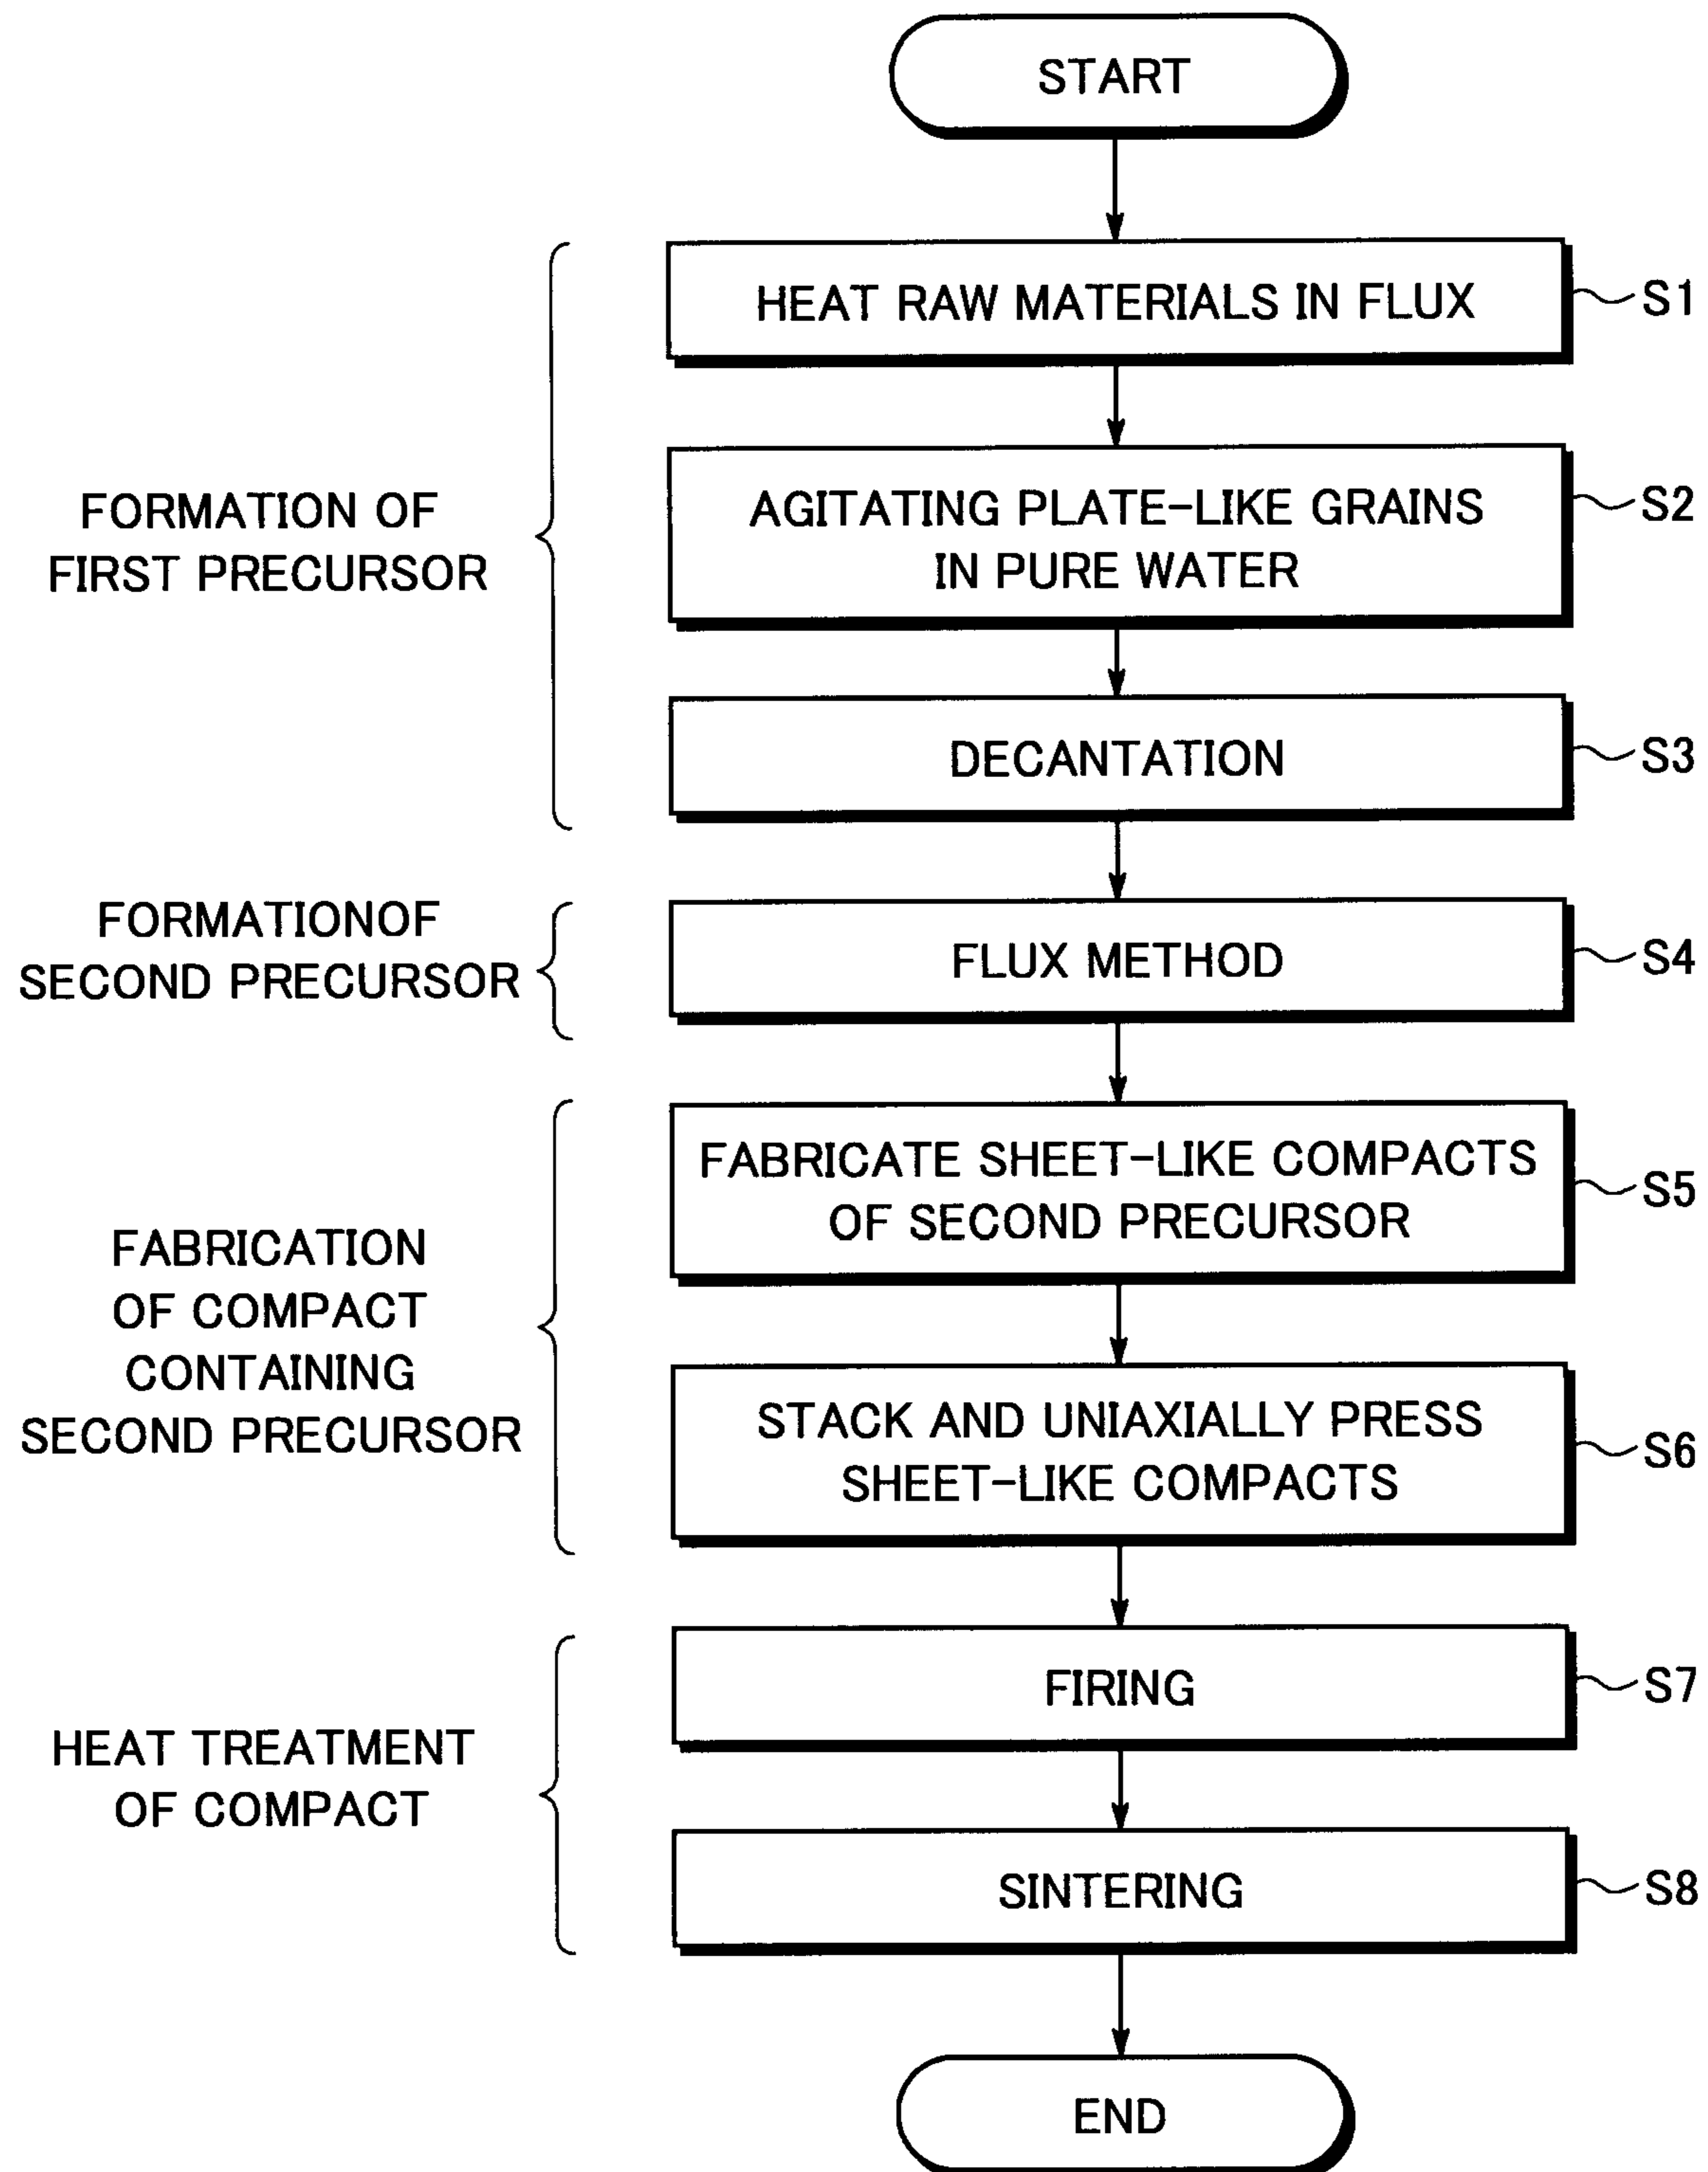 START
HEAT RAW MATERIALS IN FLUX
S1
FORMATION OF
FIRST PRECURSOR
AGITATING PLATE-LIKE GRAINS
IN PURE WATER
S2
DECANTATION
S3
FORMATIONOF
SECOND PRECURSOR
FLUX METHOD
S4
FABRICATION
OF COMPACT
CONTAINING
SECOND PRECURSOR
FABRICATE SHEET-LIKE COMPACTS
OF SECOND PRECURSOR
S5
STACK AND UNIAXIALLY PRESS
SHEET-LIKE COMPACTS
S6
HEAT TREATMENT
OF COMPACT
FIRING
S7
SINTERING
S8
END